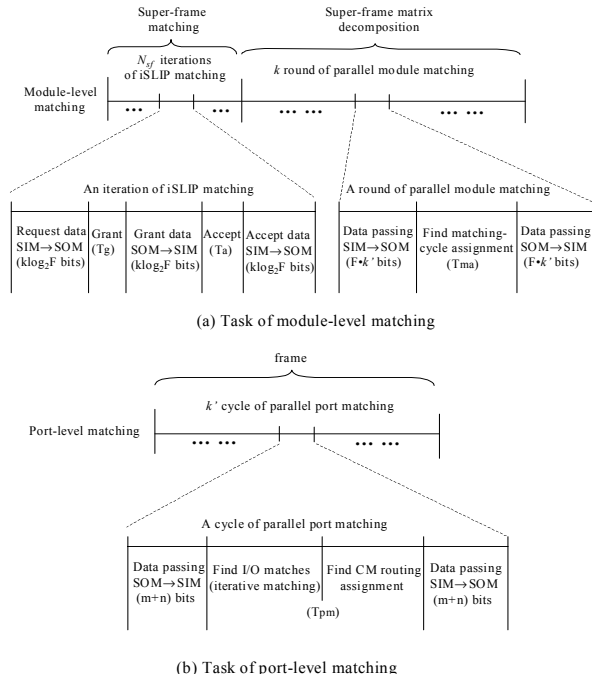 Super-frame matching
Super-frame matrix decomposition
N_sf iterations of iSLIP matching
k round of parallel module matching
Module-level matching
... ...
... ... ... ...
An iteration of iSLIP matching
A round of parallel module matching
Request data SIM→SOM (klog₂F bits)
Grant (Tg)
Grant data SOM→SIM (klog₂F bits)
Accept (Ta)
Accept data SIM→SOM (klog₂F bits)
Data passing SIM→SOM (F•k' bits)
Find matching-cycle assignment (Tma)
Data passing SOM→SIM (F•k' bits)
(a) Task of module-level matching
frame
k' cycle of parallel port matching
Port-level matching
... ... ... ...
A cycle of parallel port matching
Data passing SOM→SIM (m+n) bits
Find I/O matches (iterative matching)
Find CM routing assignment
(Tpm)
Data passing SIM→SOM (m+n) bits
(b) Task of port-level matching